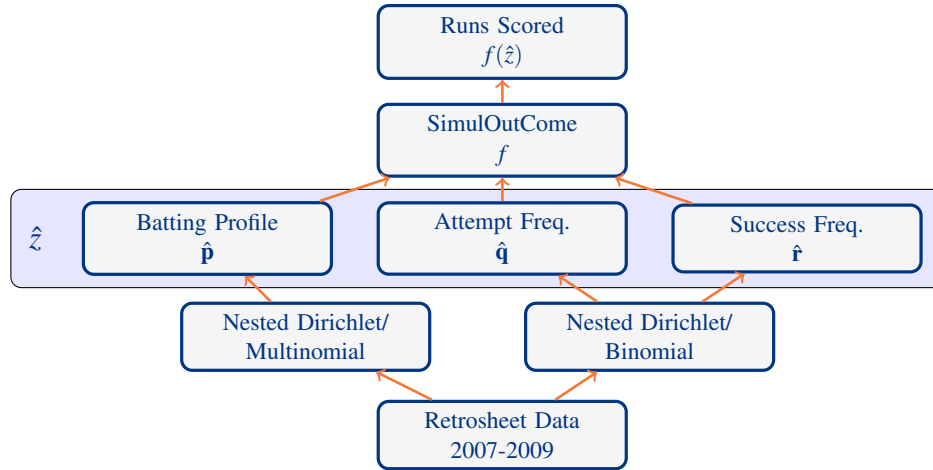 Runs Scored
f(ẑ)
SimulOutCome
f
ẑ
Batting Profile
p̂
Attempt Freq.
q̂
Success Freq.
r̂
Nested Dirichlet/
Multinomial
Nested Dirichlet/
Binomial
Retrosheet Data
2007-2009